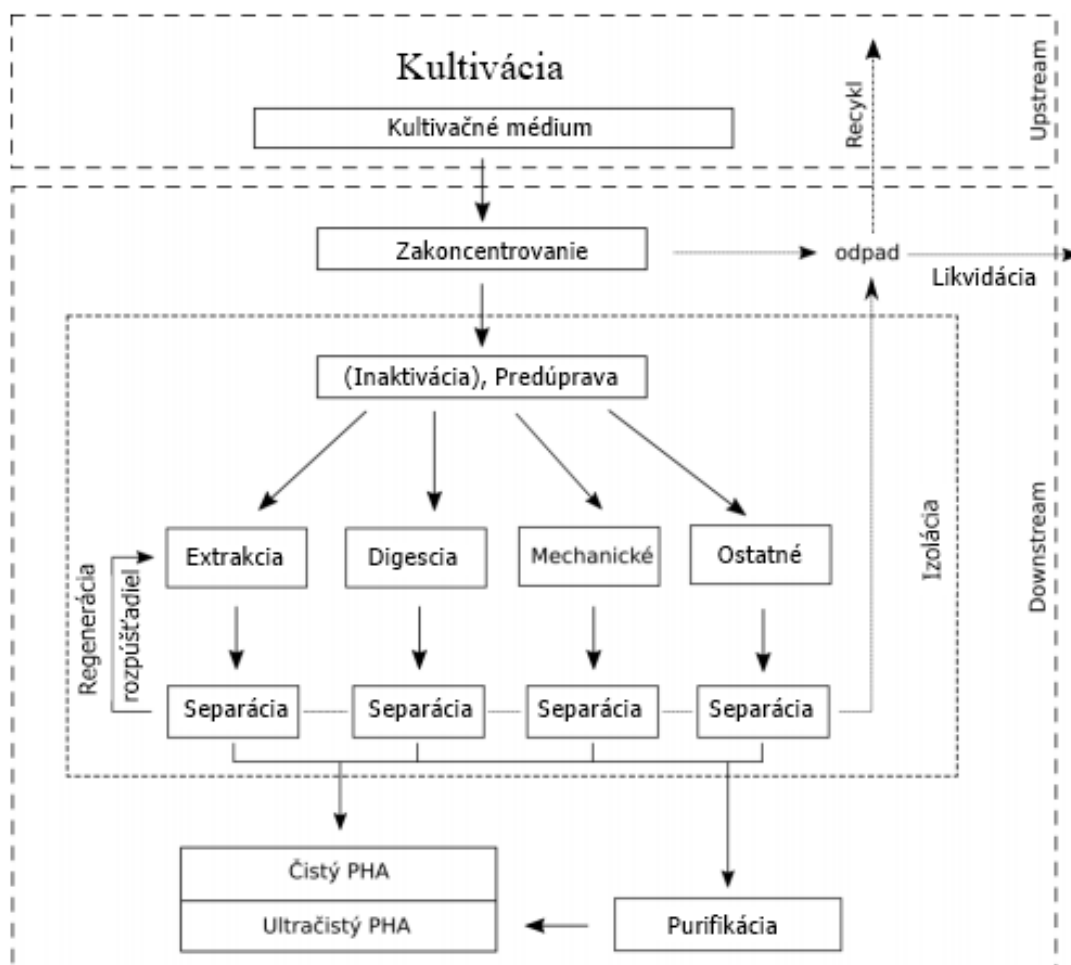 Kultivácia
Kultivačné médium
Recykl
Upstream
Zakoncentrovanie
odpad
Likvidácia
(Inaktivácia), Predúprava
Extrakcia
Digescia
Mechanické
Ostatné
Izolácia
Downstream
Regenerácia
rozpúšťadiel
Separácia
Separácia
Separácia
Separácia
Čistý PHA
Ultračistý PHA
Purifikácia